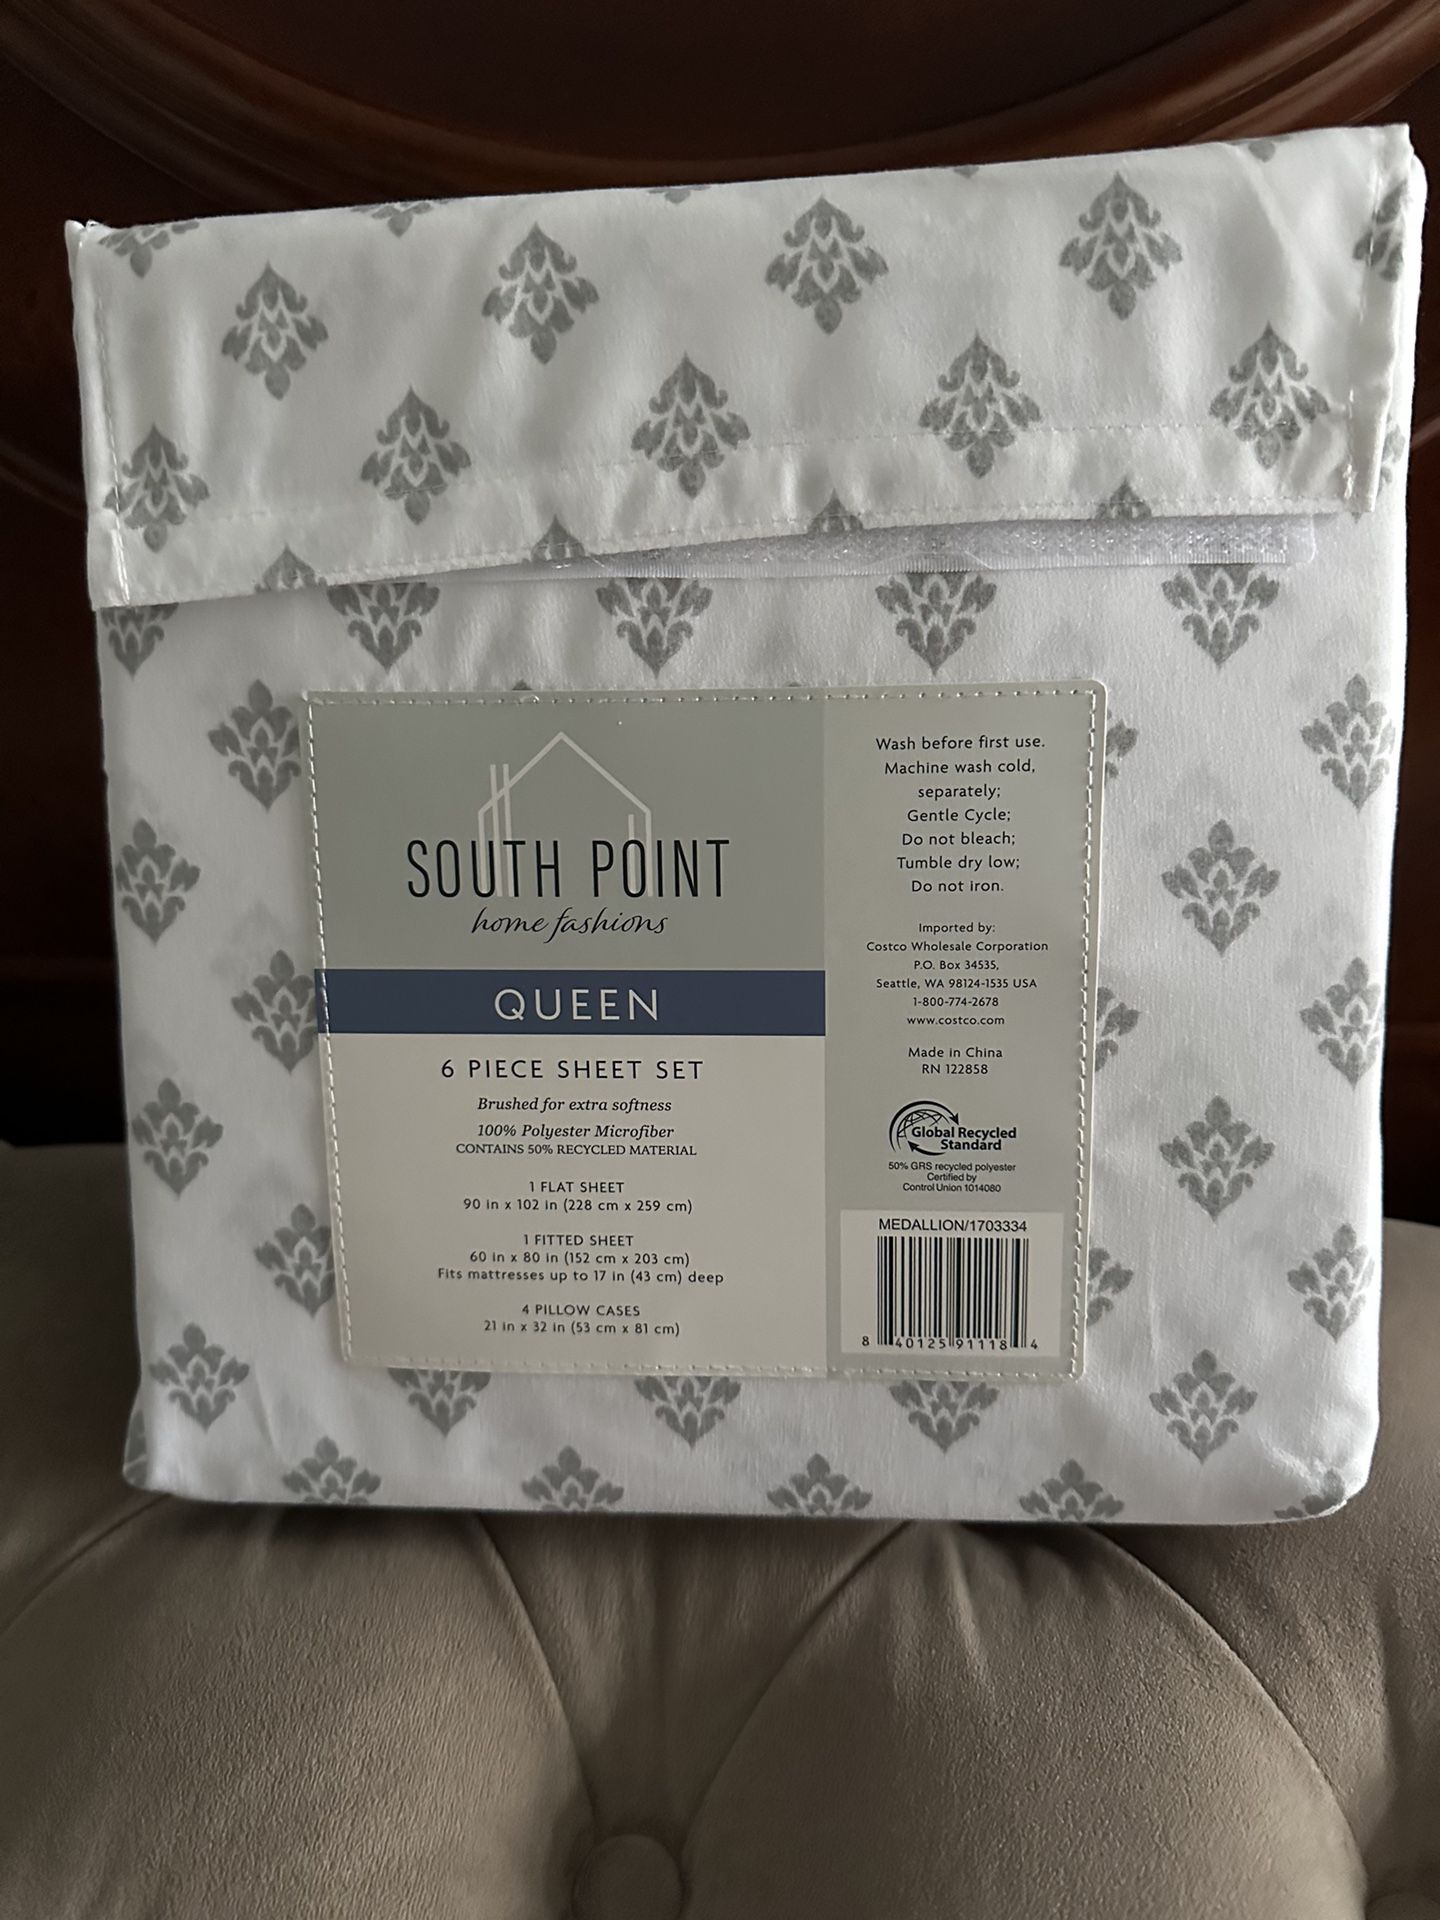 SOUTH POINT
home fashions
QUEEN
6 PIECE SHEET SET
Brushed for extra softness
100% Polyester Microfiber
CONTAINS 50% RECYCLED MATERIAL
1 FLAT SHEET
90 in x 102 in (228 cm x 259 cm)
1 FITTED SHEET
60 in x 80 in (152 cm x 203 cm)
Fits mattresses up to 17 in (43 cm) deep
4 PILLOW CASES
21 in x 32 in (53 cm x 81 cm)
Wash before first use.
Machine wash cold,
separately;
Gentle Cycle;
Do not bleach;
Tumble dry low;
Do not iron.
Imported by:
Costco Wholesale Corporation
P.O. Box 34535,
Seattle, WA 98124-1535 USA
1-800-774-2678
www.costco.com
Made in China
RN 122858
Global Recycled
Standard
50% GRS recycled polyester
Certified by
Control Union 1014080
MEDALLION/1703334
8 40125 91118 4